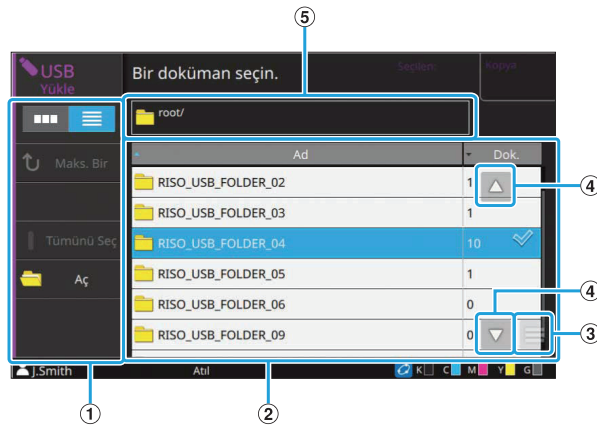 5
USB
Yükle
Bir doküman seçin.
Seçilen:
Kopya
root/
Maks. Bir
Tümünü Seç
Aç
Ad
Dok.
RISO_USB_FOLDER_02 1
RISO_USB_FOLDER_03 1
RISO_USB_FOLDER_04 10
RISO_USB_FOLDER_05 1
RISO_USB_FOLDER_06 0
RISO_USB_FOLDER_09 0
4
4
3
J.Smith
Atıl
K C M Y G
1
2